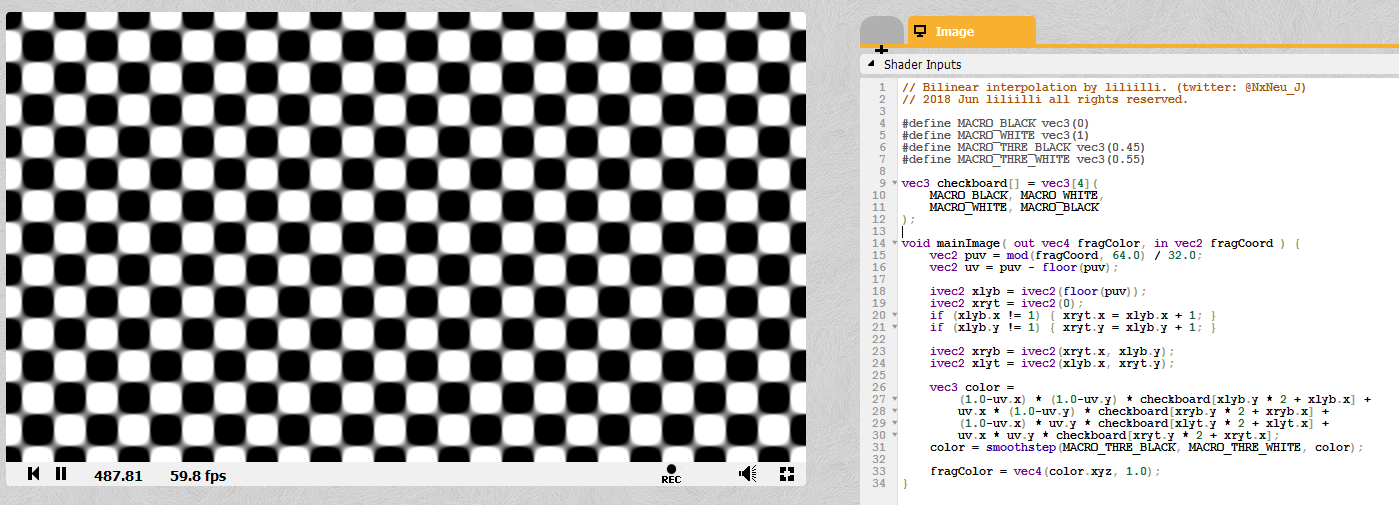 Image
Shader Inputs
1 // Bilinear interpolation by liliilli. (twitter: @NxNeu_J)
2 // 2018 Jun liliilli all rights reserved.
3
4 #define MACRO_BLACK vec3(0)
5 #define MACRO_WHITE vec3(1)
6 #define MACRO_THRE_BLACK vec3(0.45)
7 #define MACRO_THRE_WHITE vec3(0.55)
8
9 vec3 checkboard[] = vec3[4](
10     MACRO_BLACK, MACRO_WHITE,
11     MACRO_WHITE, MACRO_BLACK
12 );
13
14 void mainImage( out vec4 fragColor, in vec2 fragCoord ) {
15     vec2 puv = mod(fragCoord, 64.0) / 32.0;
16     vec2 uv = puv - floor(puv);
17
18     ivec2 xlyb = ivec2(floor(puv));
19     ivec2 xryt = ivec2(0);
20     if (xlyb.x != 1) { xryt.x = xlyb.x + 1; }
21     if (xlyb.y != 1) { xryt.y = xlyb.y + 1; }
22
23     ivec2 xryb = ivec2(xryt.x, xlyb.y);
24     ivec2 xlyt = ivec2(xlyb.x, xryt.y);
25
26     vec3 color =
27         (1.0-uv.x) * (1.0-uv.y) * checkboard[xlyb.y * 2 + xlyb.x] +
28         uv.x * (1.0-uv.y) * checkboard[xryb.y * 2 + xryb.x] +
29         (1.0-uv.x) * uv.y * checkboard[xlyt.y * 2 + xlyt.x] +
30         uv.x * uv.y * checkboard[xryt.y * 2 + xryt.x];
31     color = smoothstep(MACRO_THRE_BLACK, MACRO_THRE_WHITE, color);
32
33     fragColor = vec4(color.xyz, 1.0);
34 }
487.81 59.8 fps REC